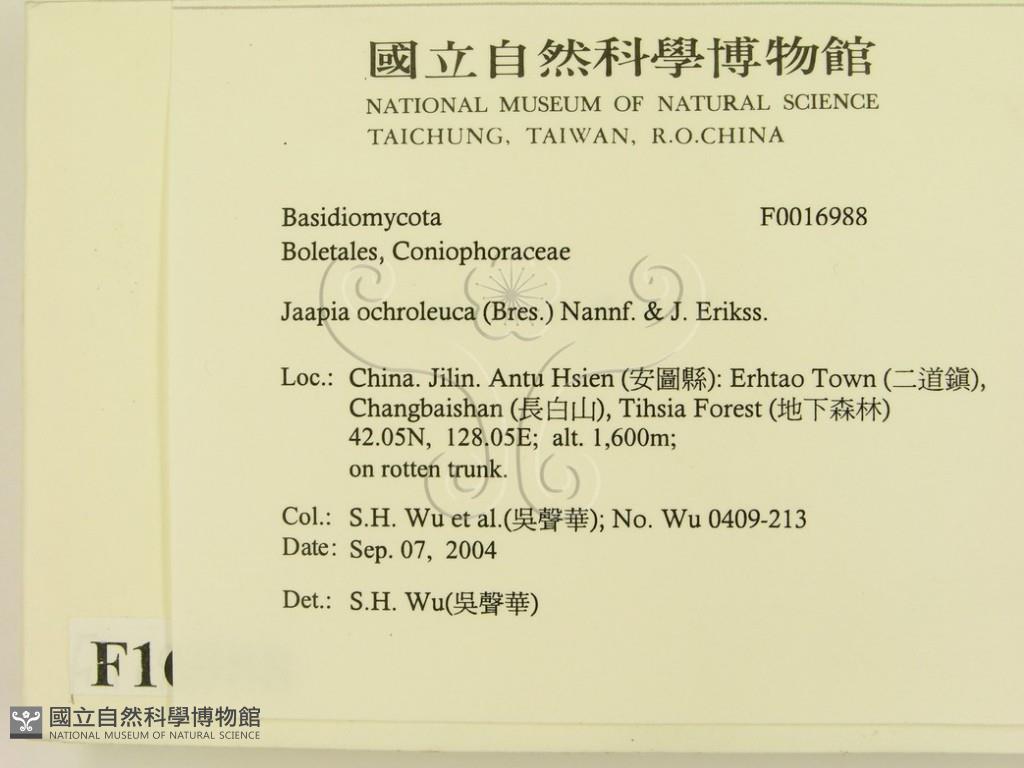 國立自然科學博物館
NATIONAL MUSEUM OF NATURAL SCIENCE
TAICHUNG, TAIWAN, R.O.CHINA
Basidiomycota F0016988
Boletales, Coniophoraceae
Jaapia ochroleuca (Bres.) Nannf. & J. Erikss.
Loc.: China. Jilin. Antu Hsien (安圖縣): Erhtao Town (二道鎮),
Changbaishan (長白山), Tihsia Forest (地下森林)
42.05N, 128.05E; alt. 1,600m;
on rotten trunk.
Col.: S.H. Wu et al.(吳聲華); No. Wu 0409-213
Date: Sep. 07, 2004
Det.: S.H. Wu(吳聲華)
國立自然科學博物館
NATIONAL MUSEUM OF NATURAL SCIENCE